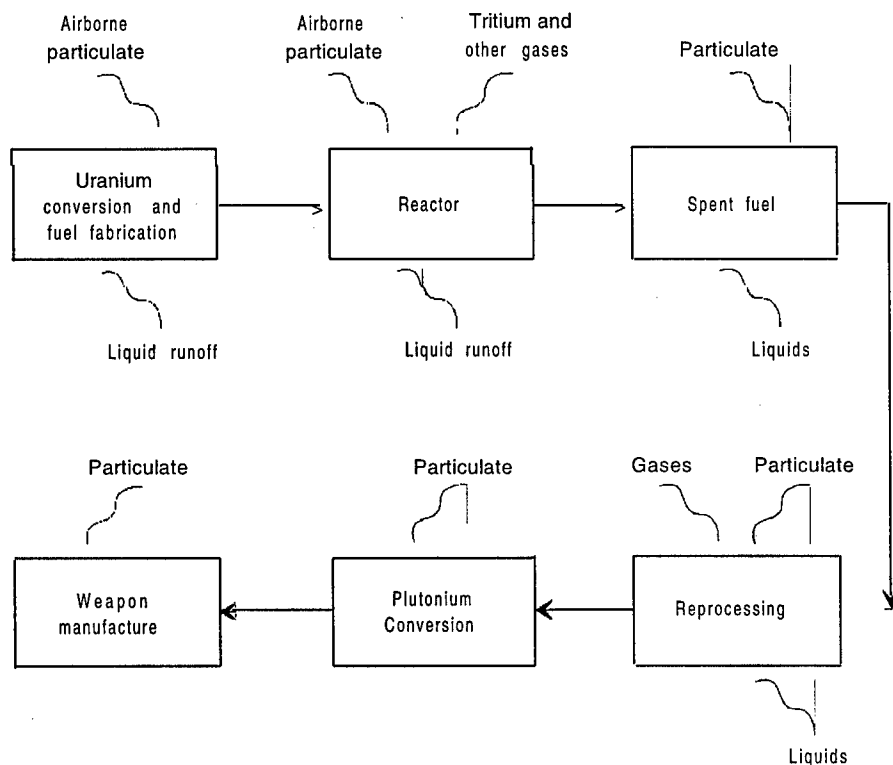 Airborne
particulate
Airborne
particulate
Tritium and
other gases
Particulate
Uranium
conversion and
fuel fabrication
Reactor
Spent fuel
Liquid runoff
Liquid runoff
Liquids
Particulate
Particulate
Gases
Particulate
Weapon
manufacture
Plutonium
Conversion
Reprocessing
Liquids